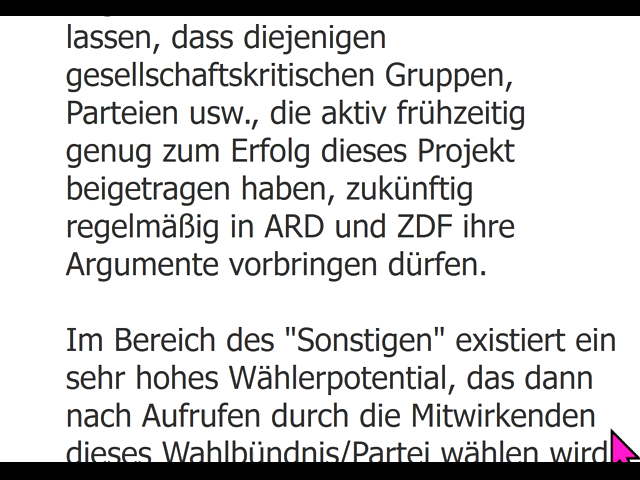 lassen, dass diejenigen
gesellschaftskritischen Gruppen,
Parteien usw., die aktiv frühzeitig
genug zum Erfolg dieses Projekt
beigetragen haben, zukünftig
regelmäßig in ARD und ZDF ihre
Argumente vorbringen dürfen.
Im Bereich des "Sonstigen" existiert ein
sehr hohes Wählerpotential, das dann
nach Aufrufen durch die Mitwirkenden
dieses Wahlbündnis/Partei wählen wird